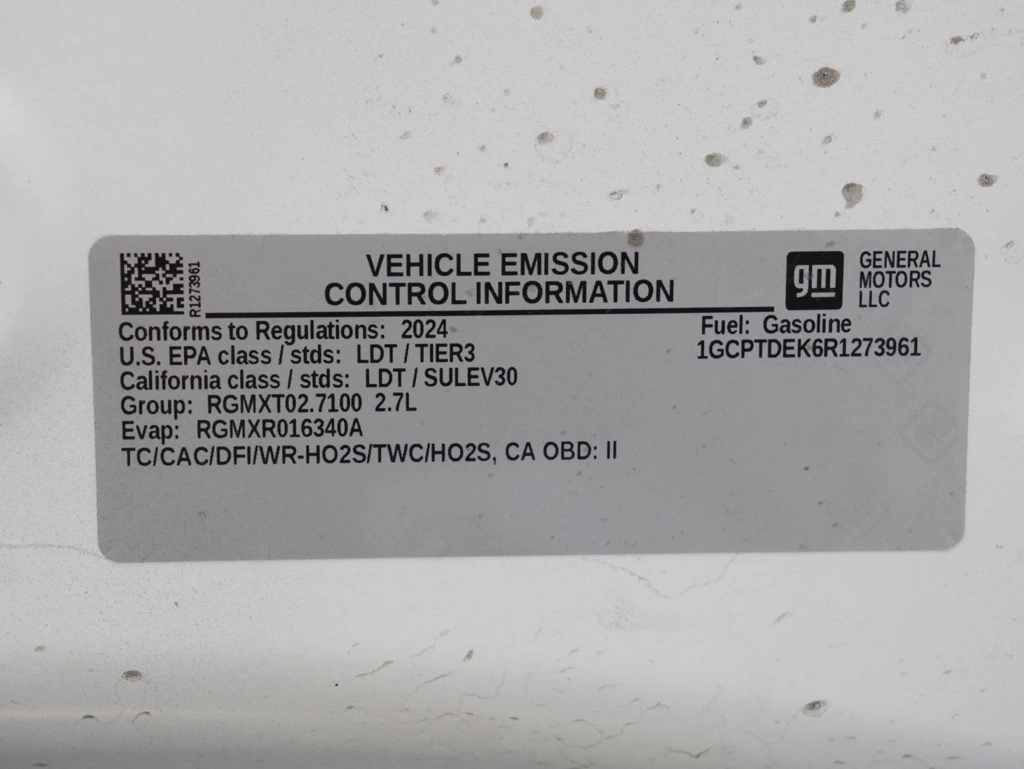 R1273961
VEHICLE EMISSION
CONTROL INFORMATION
gm
GENERAL
MOTORS
LLC
Conforms to Regulations: 2024
U.S. EPA class / stds: LDT / TIER3
California class / stds: LDT / SULEV30
Group: RGMXT02.7100 2.7L
Evap: RGMXR016340A
TC/CAC/DFI/WR-HO2S/TWC/HO2S, CA OBD: II
Fuel: Gasoline
1GCPTDEK6R1273961